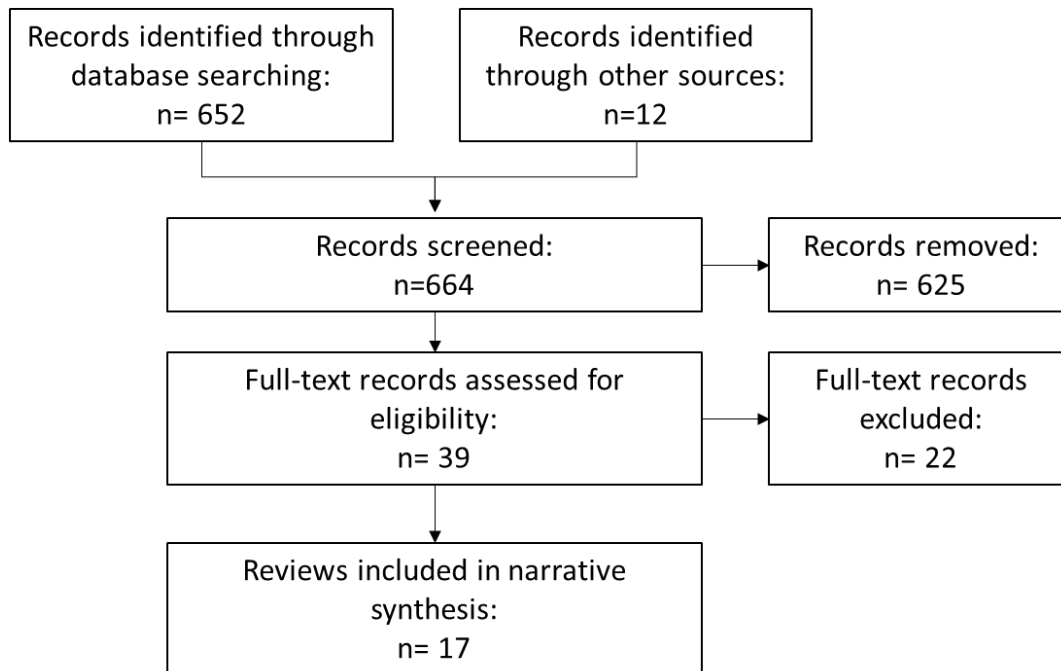 Records identified through
database searching:
n= 652
Records identified
through other sources:
n=12
Records screened:
n=664
Records removed:
n= 625
Full-text records assessed for
eligibility:
n= 39
Full-text records
excluded:
n= 22
Reviews included in narrative
synthesis:
n= 17